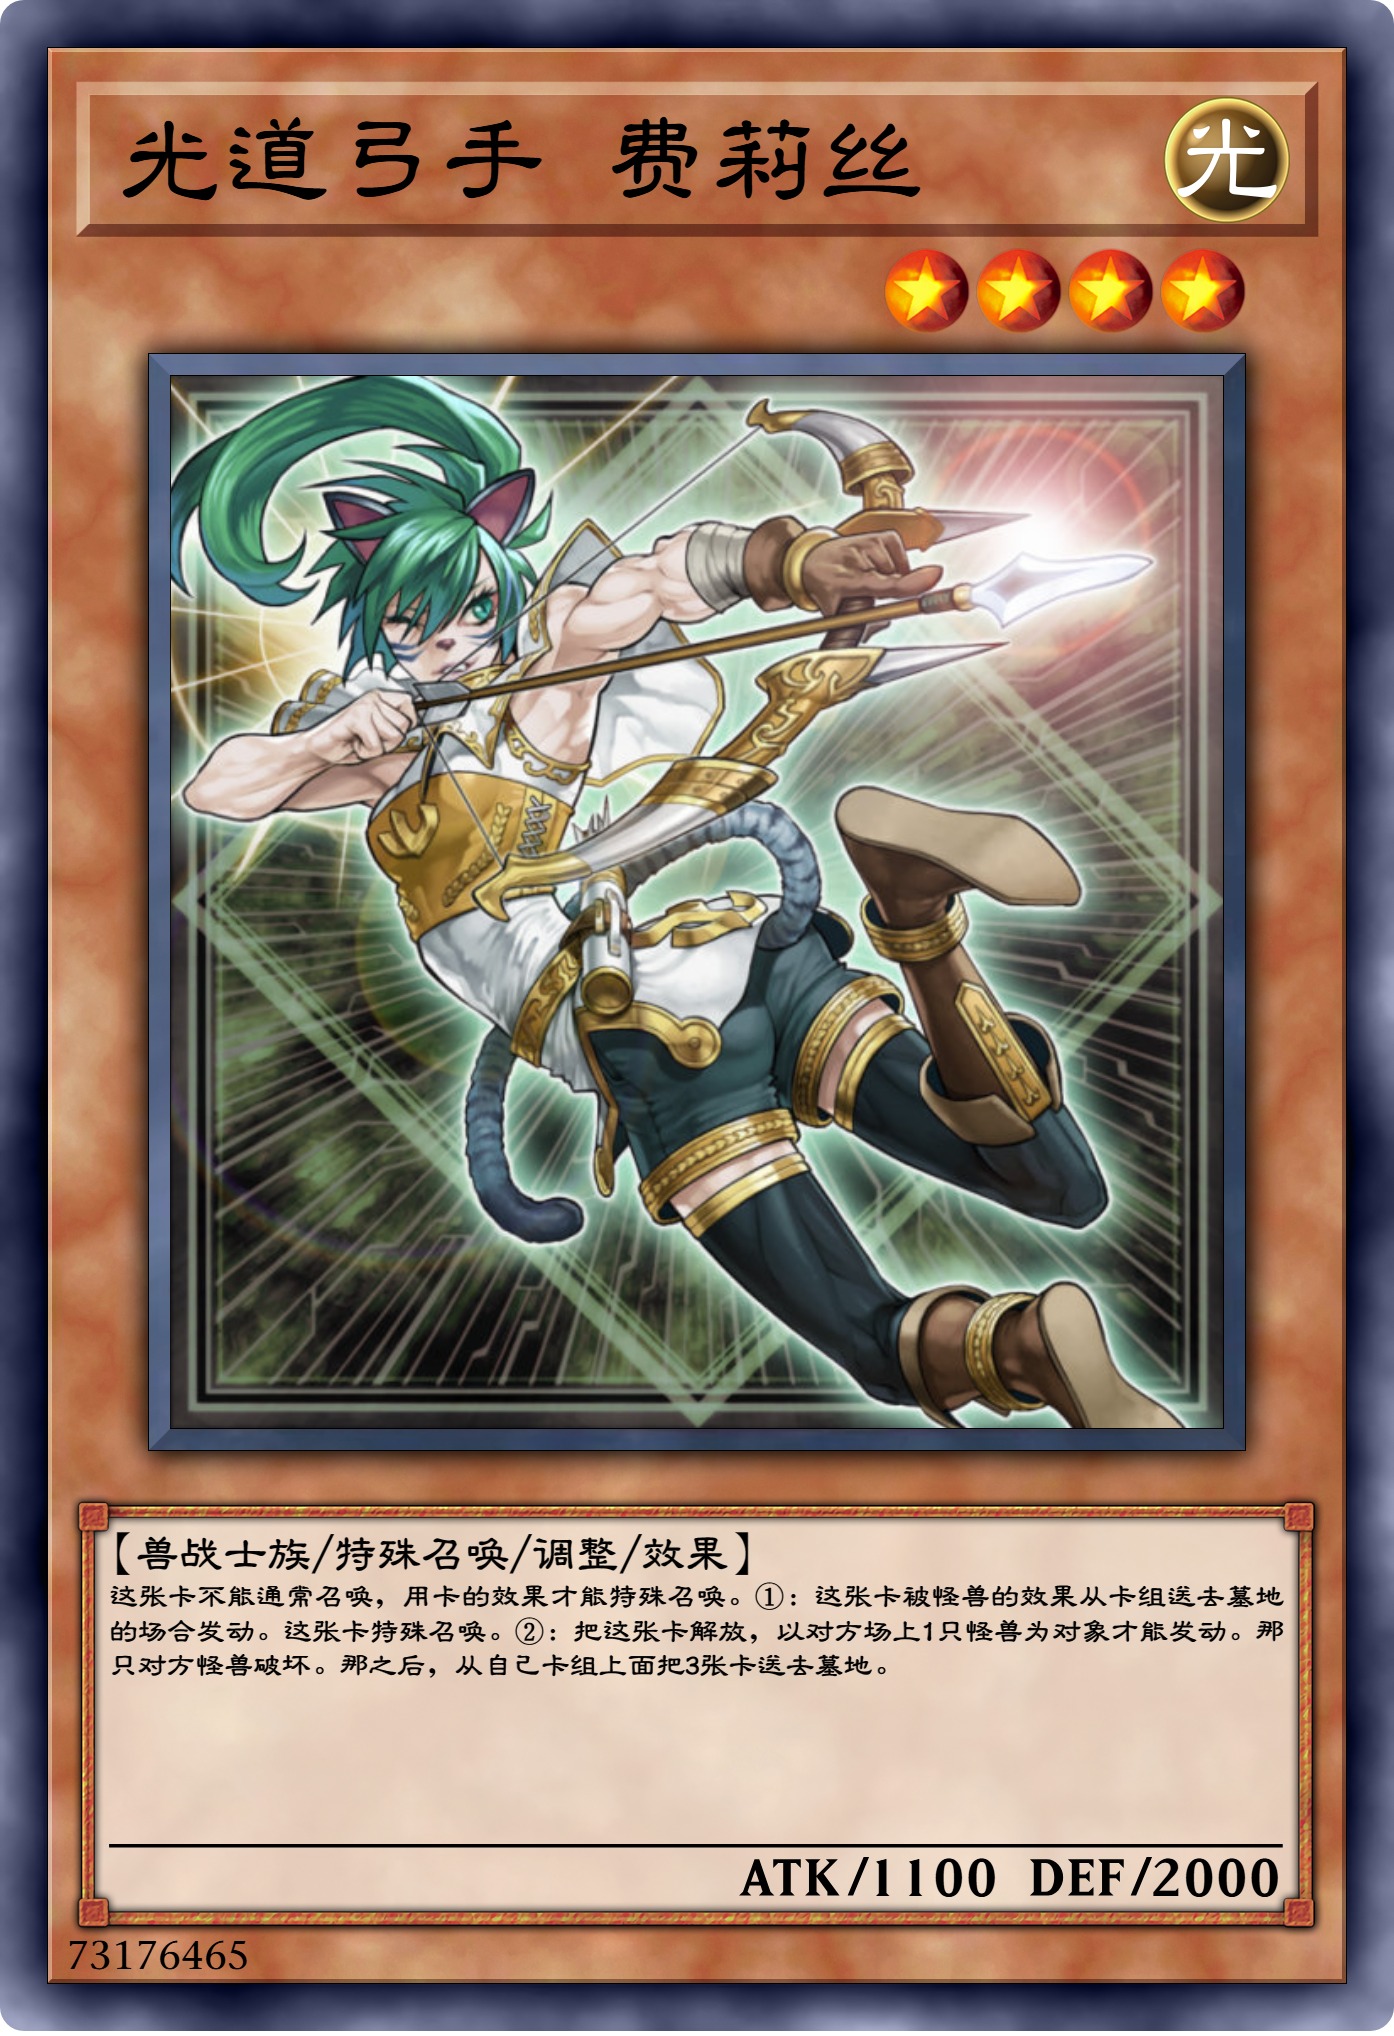 光道弓手 费莉丝
光
【兽战士族/特殊召唤/调整/效果】
这张卡不能通常召唤，用卡的效果才能特殊召唤。①：这张卡被怪兽的效果从卡组送去墓地
的场合发动。这张卡特殊召唤。②：把这张卡解放，以对方场上1只怪兽为对象才能发动。那
只对方怪兽破坏。那之后，从自己卡组上面把3张卡送去墓地。
ATK/1100 DEF/2000
73176465